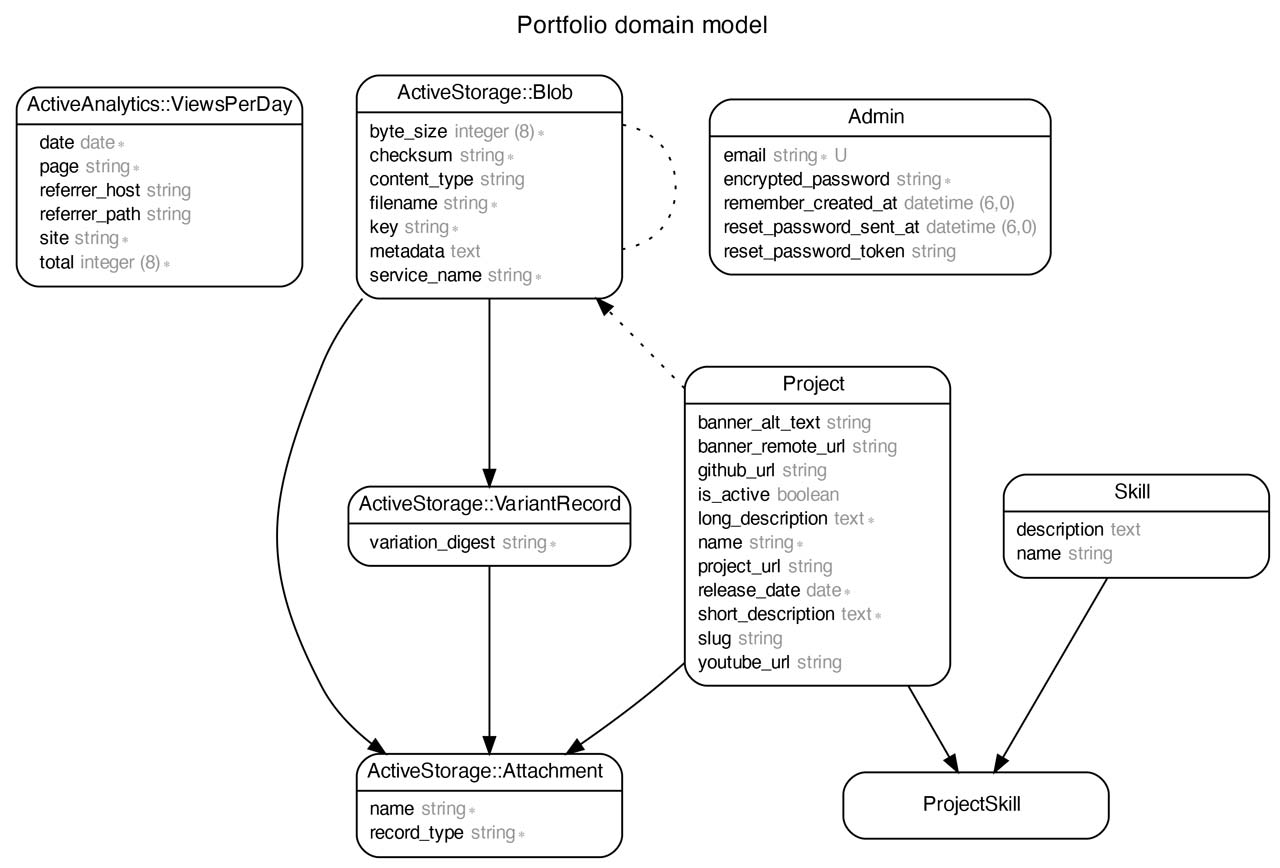 Portfolio domain model
ActiveAnalytics::ViewsPerDay
date date *
page string *
referrer_host string
referrer_path string
site string *
total integer (8) *
ActiveStorage::Blob
byte_size integer (8) *
checksum string *
content_type string
filename string *
key string *
metadata text
service_name string *
Admin
email string * U
encrypted_password string *
remember_created_at datetime (6,0)
reset_password_sent_at datetime (6,0)
reset_password_token string
Project
banner_alt_text string
banner_remote_url string
github_url string
is_active boolean
long_description text *
name string *
project_url string
release_date date *
short_description text *
slug string
youtube_url string
Skill
description text
name string
ActiveStorage::VariantRecord
variation_digest string *
ActiveStorage::Attachment
name string *
record_type string *
ProjectSkill